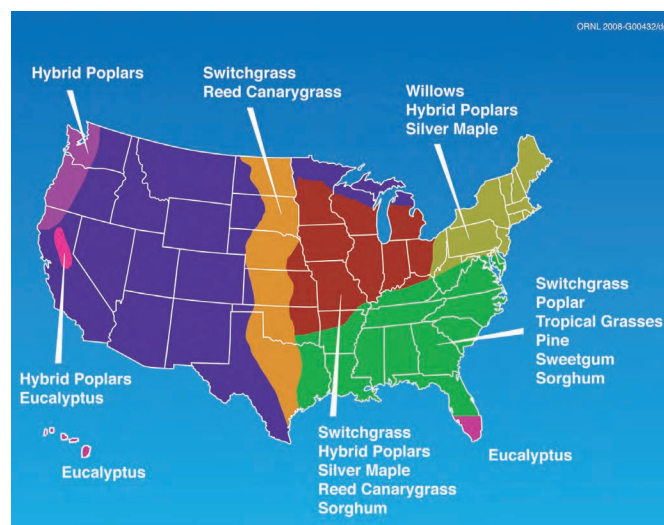 ORNL 2008-G00432/d
Hybrid Poplars
Switchgrass
Reed Canarygrass
Willows
Hybrid Poplars
Silver Maple
Switchgrass
Poplar
Tropical Grasses
Pine
Sweetgum
Sorghum
Hybrid Poplars
Eucalyptus
Eucalyptus
Switchgrass
Hybrid Poplars
Silver Maple
Reed Canarygrass
Sorghum
Eucalyptus